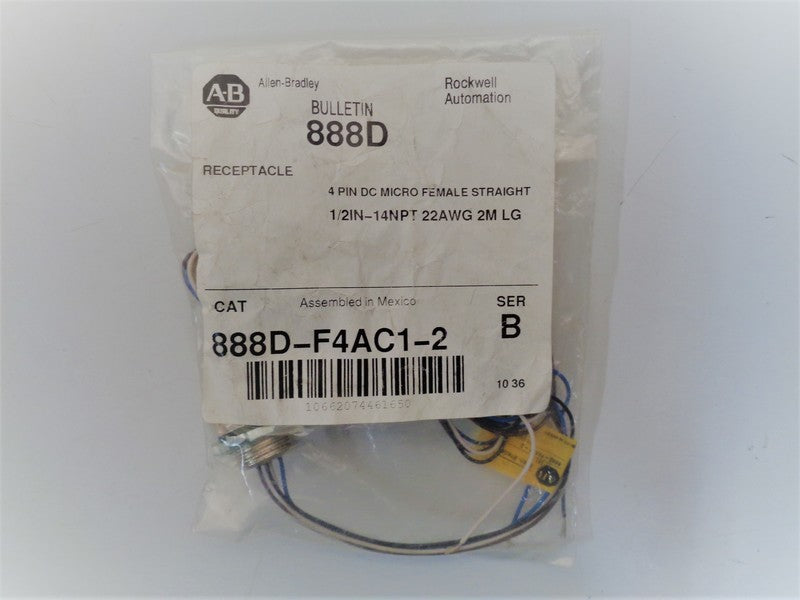 A-B
QUALITY
Allen-Bradley
Rockwell
Automation
BULLETIN
888D
RECEPTACLE
4 PIN DC MICRO FEMALE STRAIGHT
1/2IN-14NPT 22AWG 2M LG
CAT
Assembled in Mexico
SER
888D-F4AC1-2
B
10 36
10662074461650